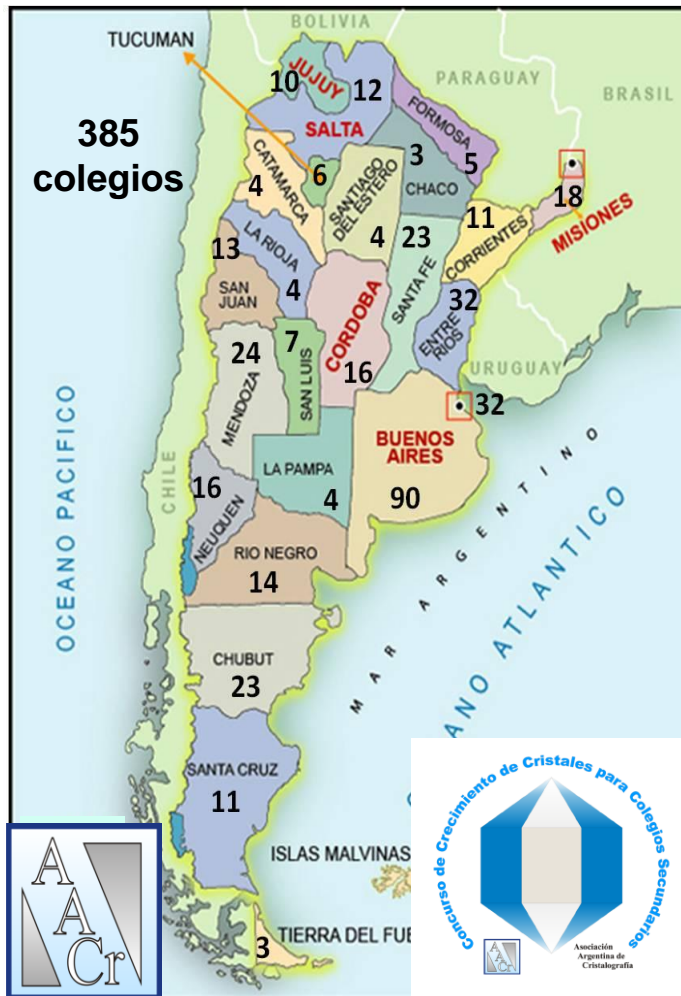 BOLIVIA
TUCUMAN
PARAGUAY
BRASIL
JUJUY
10
12
385
colegios
SALTA
FORMOSA
3
5
CHACO
CATAMARCA
4
6
SANTIAGO
DEL ESTERO
4
18
MISIONES
11
CORRIENTES
13
LA RIOJA
4
23
SANTA FE
SAN
JUAN
CORDOBA
16
32
ENTRE
RIOS
URUGUAY
24
MENDOZA
7
SAN LUIS
32
BUENOS
AIRES
90
LA PAMPA
4
CHILE
OCEANO PACIFICO
16
NEUQUEN
RIO NEGRO
14
MAR ARGENTINO
ANO ATLANTICO
CHUBUT
23
SANTA CRUZ
11
ISLAS MALVINAS
TIERRA DEL FUE
3
A
A
Cr
Concurso de Crecimiento de Cristales para Colegios Secundarios
A
A
Cr
Asociación
Argentina de
Cristalografía